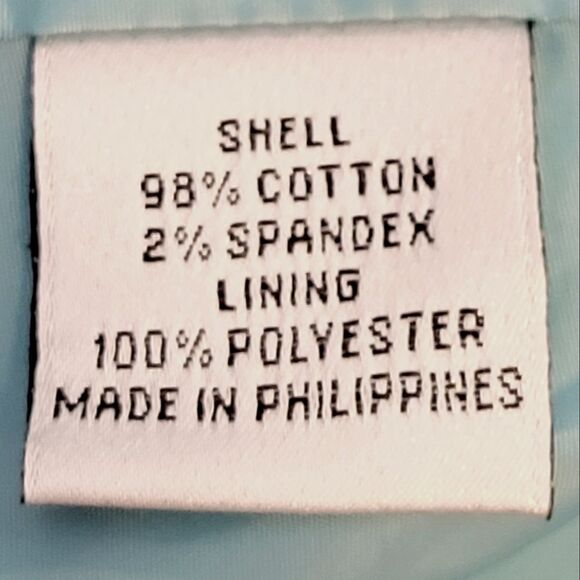 SHELL
98% COTTON
2% SPANDEX
LINING
100% POLYESTER
MADE IN PHILIPPINES